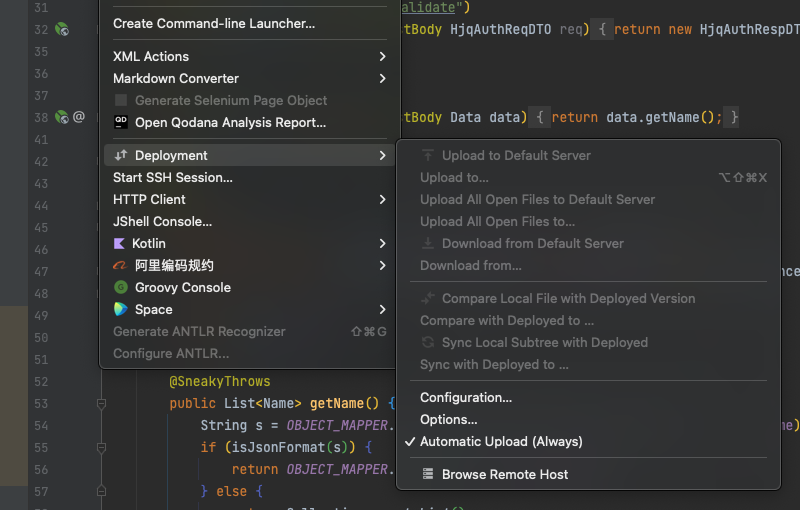 31 alidate")
Create Command-line Launcher...
32 stBody HjqAuthReqDTO req) { return new HjqAuthRespDT
35
XML Actions
36
Markdown Converter
Generate Selenium Page Object
37
QD Open Qodana Analysis Report...
38 @ stBody Data data) { return data.getName(); }
41
42
43
44
45
46
47 nce
48
49
50
51
Deployment
Start SSH Session...
HTTP Client
JShell Console...
Kotlin
阿里编码规约
G Groovy Console
Space
Generate ANTLR Recognizer ⇧⌘G
Configure ANTLR...
Upload to Default Server
Upload to... ⌥⇧⌘X
Upload All Open Files to Default Server
Upload All Open Files to...
Download from Default Server
Download from...
Compare Local File with Deployed Version
Compare with Deployed to ...
Sync Local Subtree with Deployed
Sync with Deployed to ...
Configuration...
Options...
✓ Automatic Upload (Always)
Browse Remote Host
52 @SneakyThrows
53 public List<Name> getName() {
54 String s = OBJECT_MAPPER. me)
55 if (isJsonFormat(s)) {
56 return OBJECT_MAPPER.
57 } else {